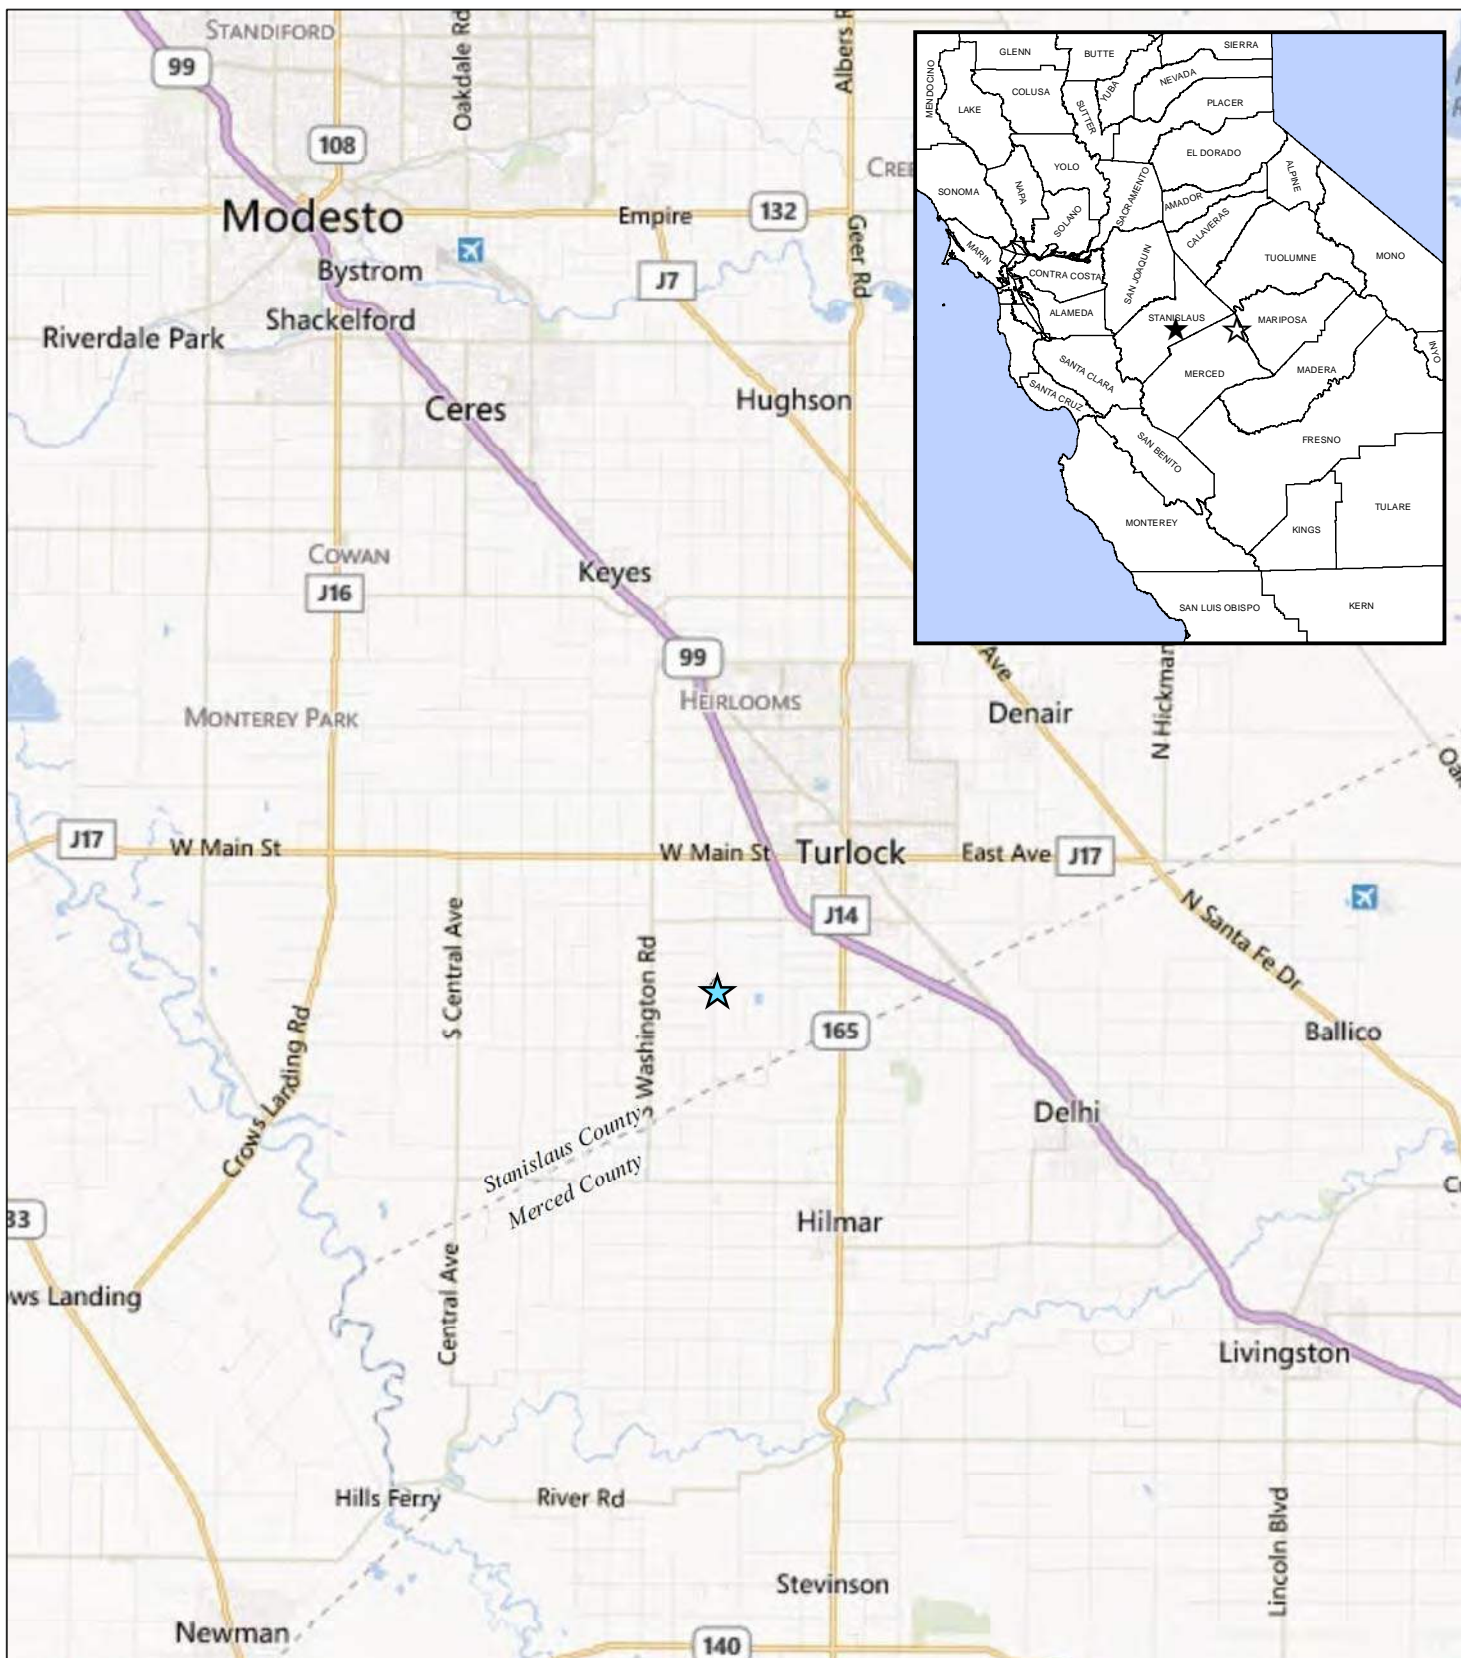 STANDIFORD
99
Oakdale Rd
Albers R
108
CREE
Modesto
Empire
132
Bystrom
J7
Geer Rd
Shackelford
Riverdale Park
Ceres
Hughson
COWAN
J16
Keyes
99
HEIRLOOMS
MONTEREY PARK
Ave
Denair
N Hickman
Oak
J17
W Main St
W Main St
Turlock
East Ave
J17
J14
N Santa Fe Dr
S Central Ave
S Washington Rd
165
Ballico
Crows Landing Rd
Delhi
Stanislaus County
Merced County
33
Hilmar
ws Landing
Central Ave
Livingston
Hills Ferry
River Rd
Lincoln Blvd
Stevinson
Newman
140
GLENN
BUTTE
SIERRA
MENDOCINO
COLUSA
YUBA
NEVADA
LAKE
SUTTER
PLACER
YOLO
EL DORADO
SONOMA
NAPA
SOLANO
SACRAMENTO
AMADOR
ALPINE
MARIN
CALAVERAS
CONTRA COSTA
SAN JOAQUIN
TUOLUMNE
MONO
ALAMEDA
STANISLAUS
MARIPOSA
SANTA CLARA
MERCED
MADERA
INYO
SANTA CRUZ
SAN BENITO
FRESNO
MONTEREY
KINGS
TULARE
SAN LUIS OBISPO
KERN